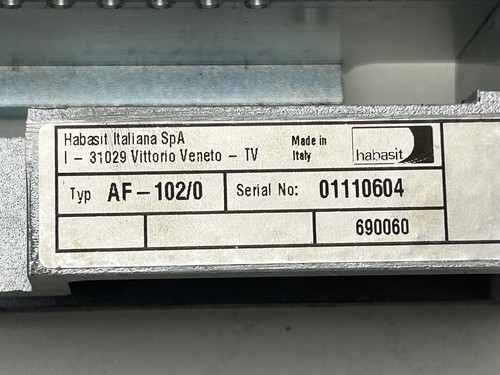 Habasit Italiana SpA
I - 31029 Vittorio Veneto - TV
Made in
Italy
habasit
Typ AF-102/0
Serial No: 01110604
690060